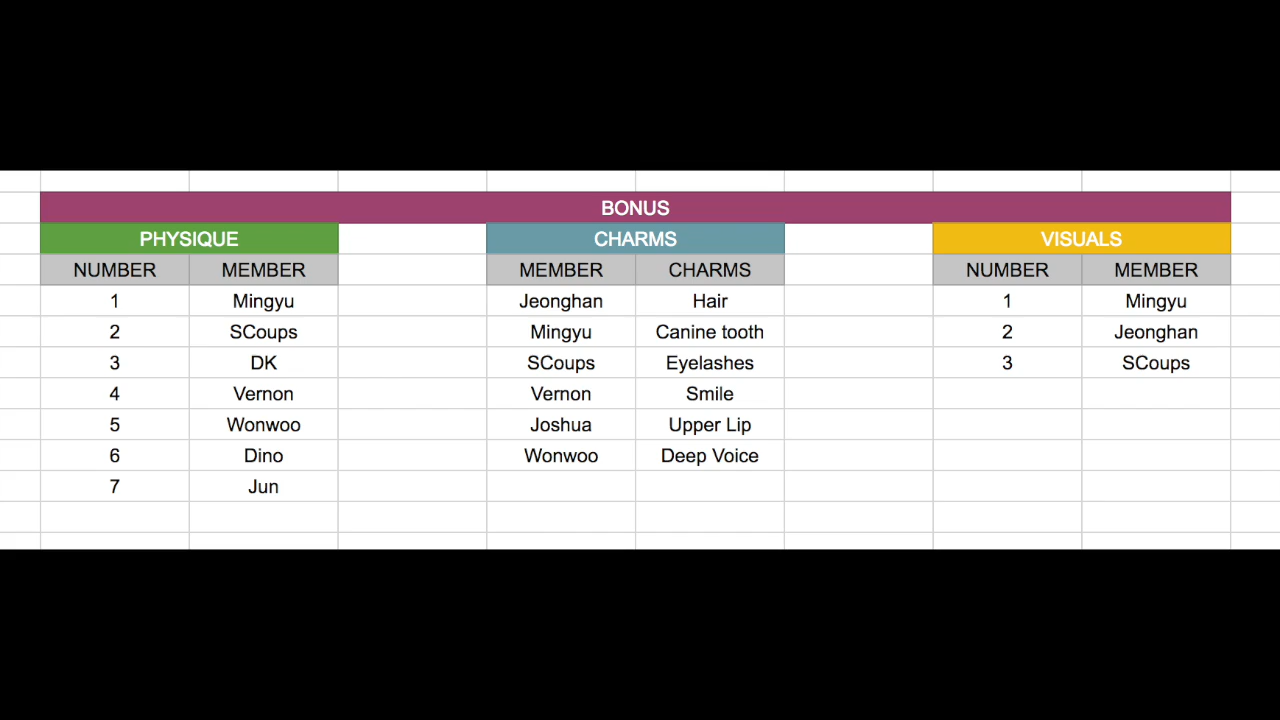 BONUS
PHYSIQUE CHARMS VISUALS
NUMBER MEMBER MEMBER CHARMS NUMBER MEMBER
1 Mingyu Jeonghan Hair 1 Mingyu
2 SCoups Mingyu Canine tooth 2 Jeonghan
3 DK SCoups Eyelashes 3 SCoups
4 Vernon Vernon Smile
5 Wonwoo Joshua Upper Lip
6 Dino Wonwoo Deep Voice
7 Jun